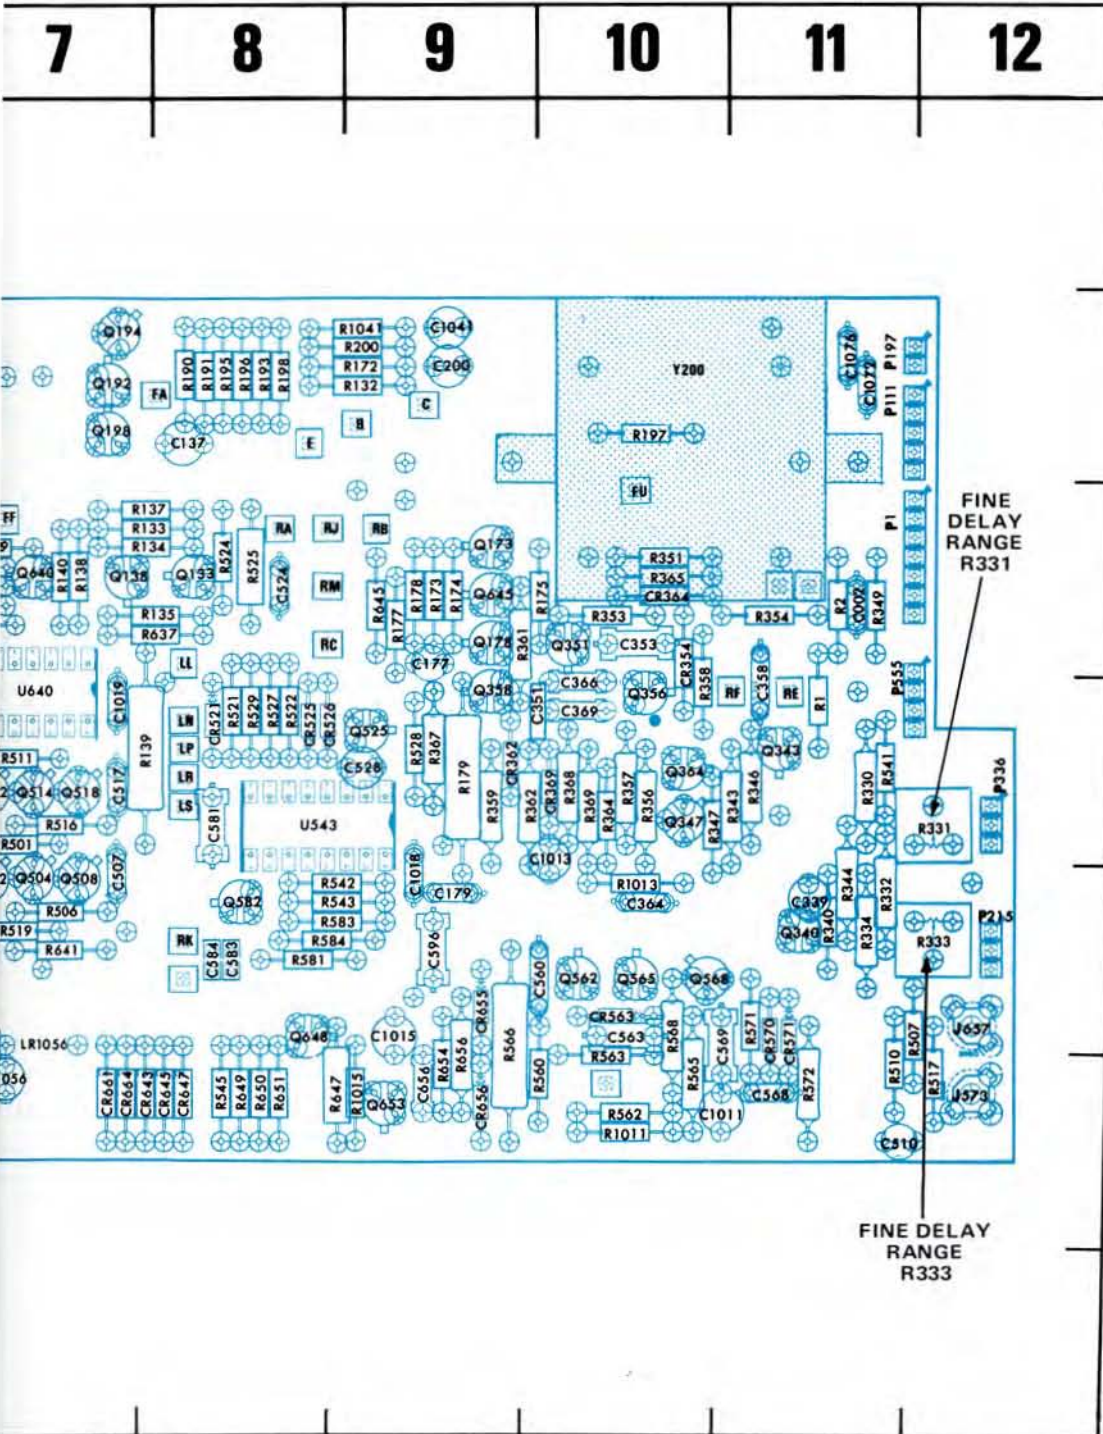 7 8 9 10 11 12
Q194
R1041
C1041
R200
R172
C200
R132
Q192
FA
R190
R191
R195
R196
R193
R198
C
B
Q198
C137
E
Y200
C1076
C1072
P197
P111
R197
FU
FF
R137
R133
R134
RA
RJ
RB
Q173
P1
FINE
DELAY
RANGE
R331
R351
R365
CR364
Q640
R140
R138
Q138
Q133
R524
R525
C524
RM
R645
R177
R178
R173
R174
Q645
R175
R135
R637
RC
Q178
R361
C177
R353
Q351
C353
CR354
R358
R354
R2
R349
LL
U640
C1019
R139
Q358
C351
C366
C369
Q356
RF
C358
RE
R1
P555
LN
LP
LR
LS
CR521
R521
R529
R527
R522
CR525
CR526
Q525
C528
R528
R367
R179
R359
CR362
R362
CR369
R368
R369
R364
R357
R356
Q364
Q347
R347
R343
R346
Q343
R330
R541
P336
R331
R511
Q514
Q518
C517
R516
R501
C581
U543
C1013
Q504
Q508
C507
R506
R519
R641
Q582
R542
R543
R583
R584
R581
C1018
C179
R1013
C364
C339
Q340
R340
R344
R334
R332
R333
P215
RK
C584
C583
C596
C560
Q562
Q565
Q568
LR1056
Q648
C1015
CR655
R566
CR563
C563
R563
R568
C569
R571
CR570
CR571
R572
R510
R507
R517
J657
J573
056
CR661
CR664
CR643
CR645
CR647
R545
R649
R650
R651
R647
R1015
Q653
C656
R654
R656
CR656
R560
R562
R1011
R565
C1011
C568
C510
FINE DELAY
RANGE
R333